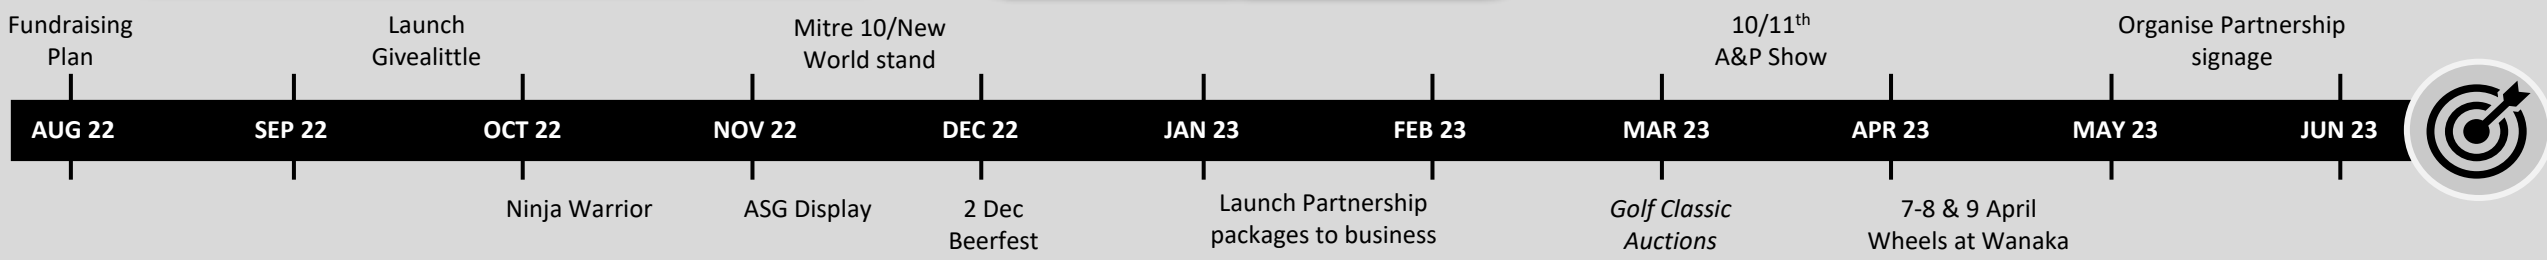 Fundraising
Plan
Launch
Givealittle
Mitre 10/New
World stand
10/11th
A&P Show
Organise Partnership
signage
AUG 22
SEP 22
OCT 22
NOV 22
DEC 22
JAN 23
FEB 23
MAR 23
APR 23
MAY 23
JUN 23
Ninja Warrior
ASG Display
2 Dec
Beerfest
Launch Partnership
packages to business
Golf Classic
Auctions
7-8 & 9 April
Wheels at Wanaka